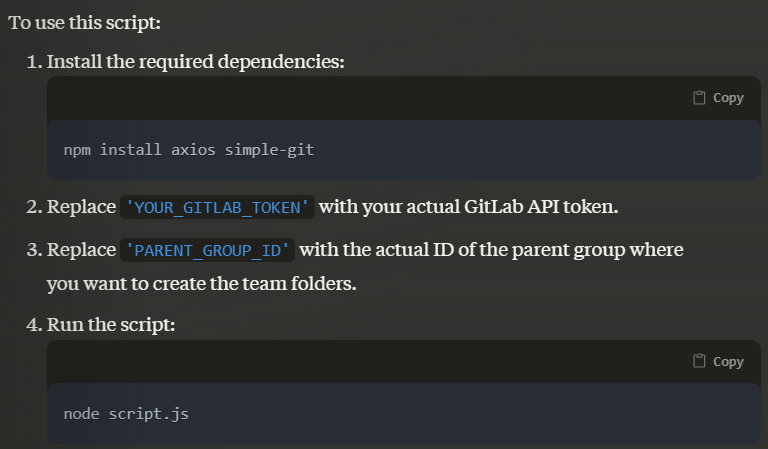 To use this script:
1. Install the required dependencies:
Copy
npm install axios simple-git
2. Replace 'YOUR_GITLAB_TOKEN' with your actual GitLab API token.
3. Replace 'PARENT_GROUP_ID' with the actual ID of the parent group where
you want to create the team folders.
4. Run the script:
Copy
node script.js